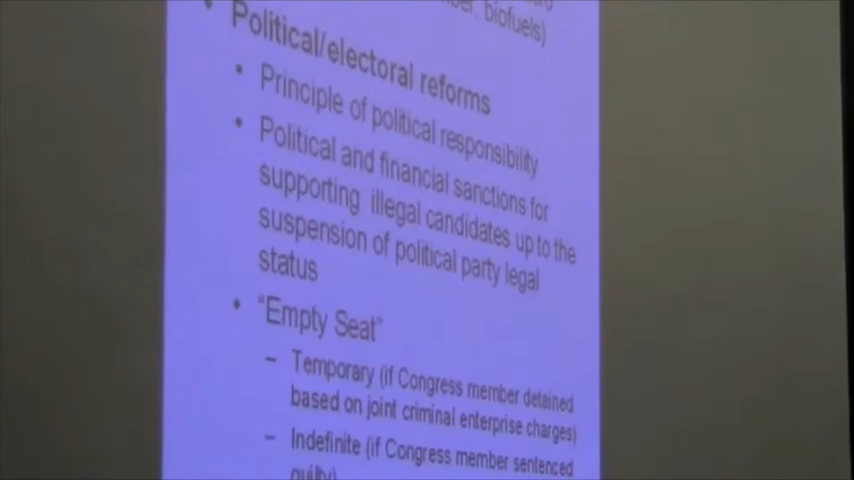 biofuels)
• Political/electoral reforms
• Principle of political responsibility
• Political and financial sanctions for
supporting illegal candidates up to the
suspension of political party legal
status
• “Empty Seat”
– Temporary (if Congress member detained
based on joint criminal enterprise charges)
– Indefinite (if Congress member sentenced
guilty)